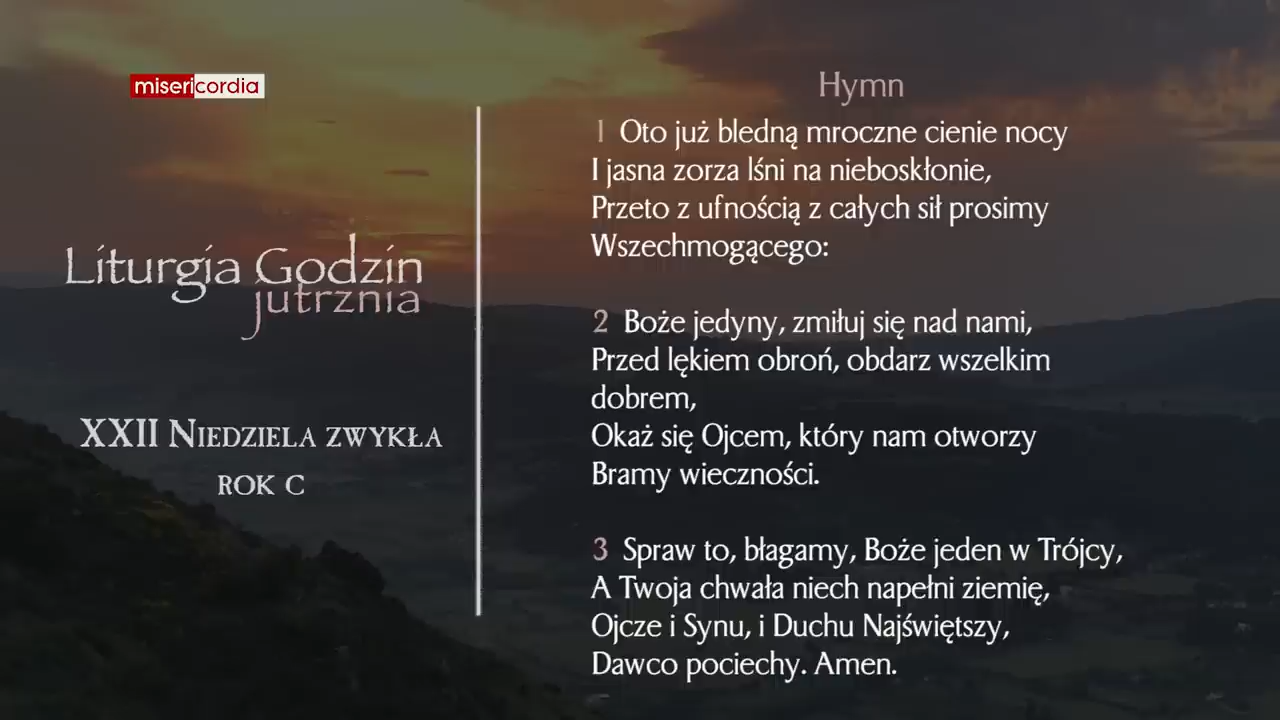 misericordia
Liturgia Godzin
jutrznia
XXII Niedziela zwykła
rok C
Hymn
1 Oto już bledną mroczne cienie nocy
I jasna zorza lśni na nieboskłonie,
Przeto z ufnością z całych sił prosimy
Wszechmogącego:
2 Boże jedyny, zmiłuj się nad nami,
Przed lękiem obroń, obdarz wszelkim
dobrem,
Okaż się Ojcem, który nam otworzy
Bramy wieczności.
3 Spraw to, błagamy, Boże jeden w Trójcy,
A Twoja chwała niech napełni ziemię,
Ojcze i Synu, i Duchu Najświętszy,
Dawco pociechy. Amen.